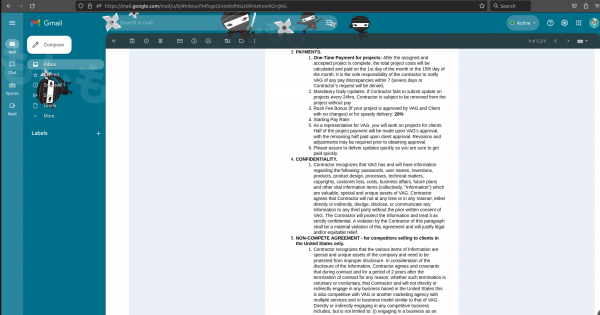 https://mail.google.com/mail/u/0/#inbox/
Search
Gmail
Search in mail
Active
Mail
Chat
Spaces
Meet
Compose
Inbox
More
Labels
3. PAYMENTS.
1. One-Time Payment for projects: After the assigned
and accepted project is complete, the total project costs will be
calculated and paid on the 1st day of the month or the 15th day of
the month. It is the sole responsibility of the contractor to notify
VAG of any pay discrepancies within 7 (seven) days or
Contractor's request will be denied.
2. Mandatory Daily Updates: If Contractor fails to submit update on
projects every 24hrs, Contractor is subject to be removed from the
project without pay
3. Rush Fee Bonus (If your project is approved by VAG and Client
with no changes) or for speedy delivery: 20%
4. Starting Pay Rate:
5. As a representative for VAG, you will work on projects for clients.
Half of the project payment will be made upon VAG's approval,
with the remaining half paid upon client approval. Revisions and
adjustments may be required prior to obtaining approval.
6. Please assure to deliver updates quickly so you are sure to get
paid quickly.
4. CONFIDENTIALITY.
1. Contractor recognizes that VAG has and will have information
regarding the following: passwords, user names, inventions,
products, product design, processes, technical matters,
copyrights, customer lists, costs, business affairs, future plans
and other vital information items (collectively, "Information") which
are valuable, special and unique assets of VAG. Contractor
agrees that Contractor will not at any time or in any manner, either
directly or indirectly, divulge, disclose, or communicate any
Information to any third party without the prior written consent of
VAG. The Contractor will protect the Information and treat it as
strictly confidential. A violation by the Contractor of this paragraph
shall be a material violation of this Agreement and will justify legal
and/or equitable relief.
5. NON-COMPETE AGREEMENT - for competitors selling to clients in
the United States only.
1. Contractor recognizes that the various items of Information are
special and unique assets of the company and need to be
protected from improper disclosure. In consideration of the
disclosure of the Information, Contractor agrees and covenants
that during contract and for a period of 2 years after the
termination of contract for any reason, whether such termination is
voluntary or involuntary, that Contractor and will not directly or
indirectly engage in any business based in the United States this
is also competitive with VAG or another marketing agency with
multiple services and or business model similar to that of VAG.
Directly or indirectly engaging in any competitive business
includes, but is not limited to: (i) engaging in a business as an